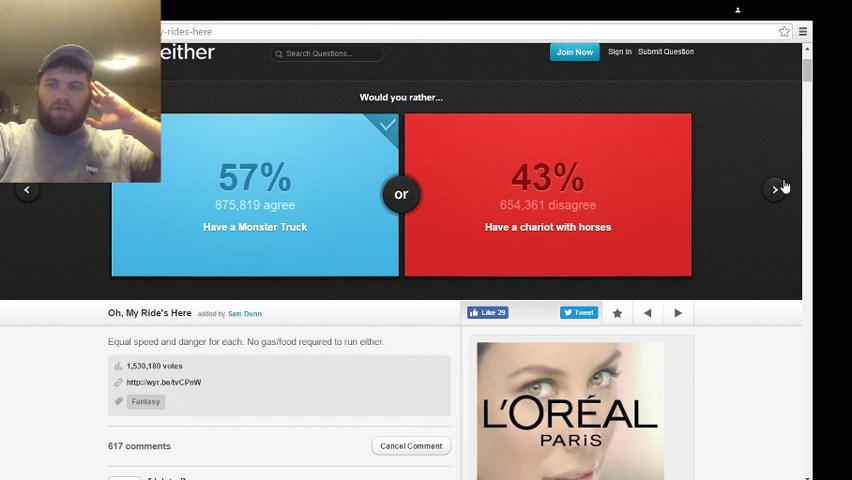 y-rides-here
either
Search Questions...
Join Now
Sign In
Submit Question
Would you rather...
57%
875,819 agree
Have a Monster Truck
or
43%
654,361 disagree
Have a chariot with horses
Oh, My Ride's Here added by Sam Dunn
Like 29
Tweet
Equal speed and danger for each. No gas/food required to run either.
1,530,180 votes
http://wyr.be/tvCPnW
Fantasy
617 comments
Cancel Comment
L'ORÉAL
PARIS